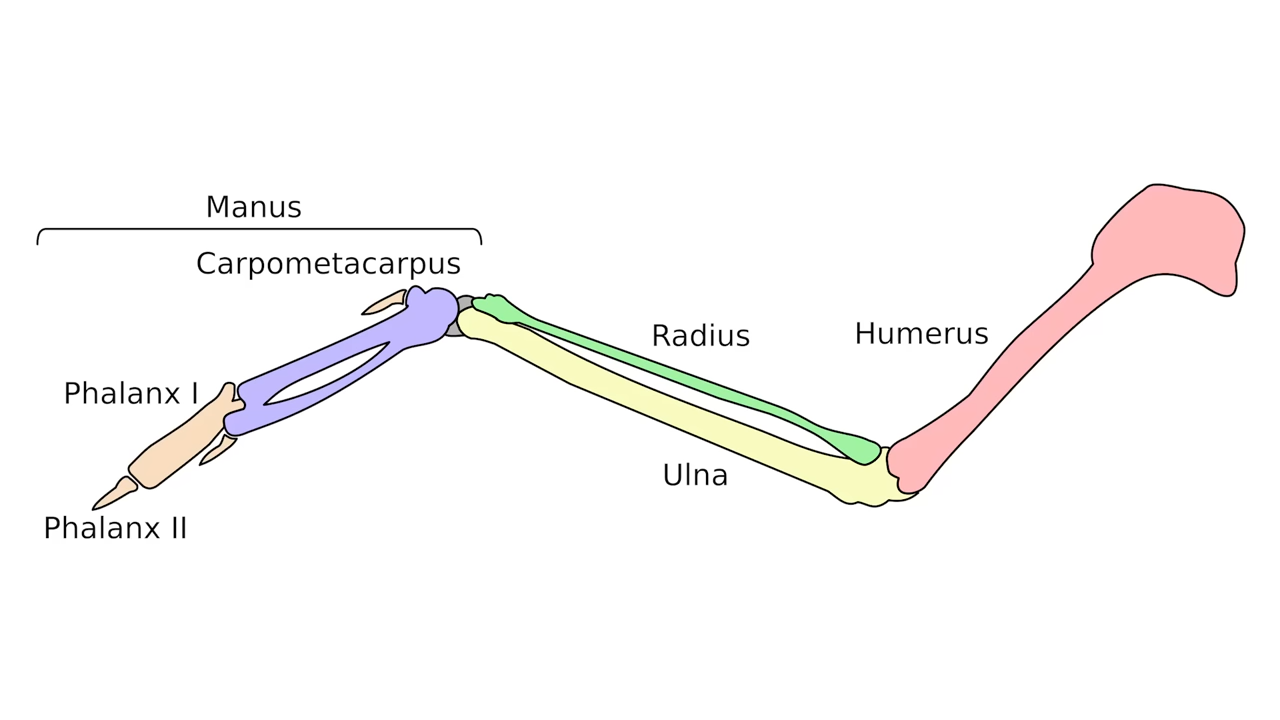 Manus
Carpometacarpus
Radius
Humerus
Phalanx I
Ulna
Phalanx II